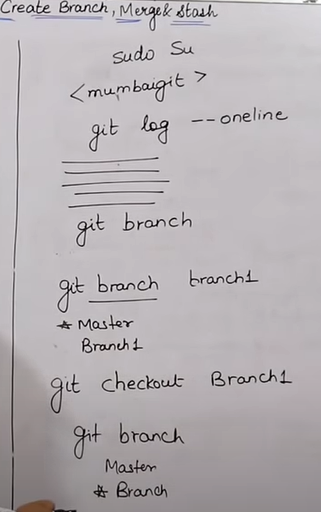 Create Branch, Merge & Stash
sudo Su
<mumbaigit>
git log --oneline
git branch
git branch branch1
* Master
Branch1
git checkout Branch1
git branch
Master
* Branch